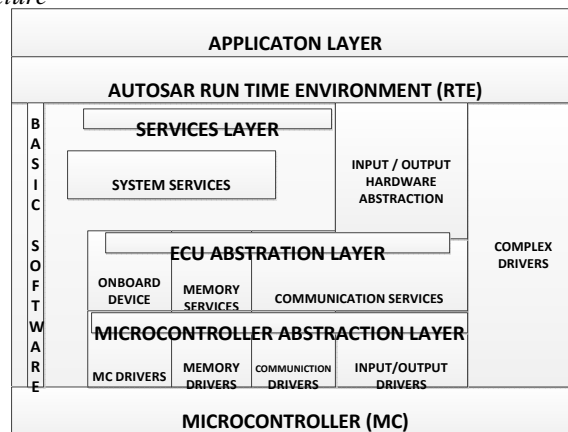 APPLICATON LAYER
AUTOSAR RUN TIME ENVIRONMENT (RTE)
BASIC SOFTWARE
SERVICES LAYER
SYSTEM SERVICES
INPUT / OUTPUT
HARDWARE
ABSTRACTION
COMPLEX
DRIVERS
ECU ABSTRATION LAYER
ONBOARD
DEVICE
MEMORY
SERVICES
COMMUNICATION SERVICES
MICROCONTROLLER ABSTRACTION LAYER
MC DRIVERS
MEMORY
DRIVERS
COMMUNICTION
DRIVERS
INPUT/OUTPUT
DRIVERS
MICROCONTROLLER (MC)